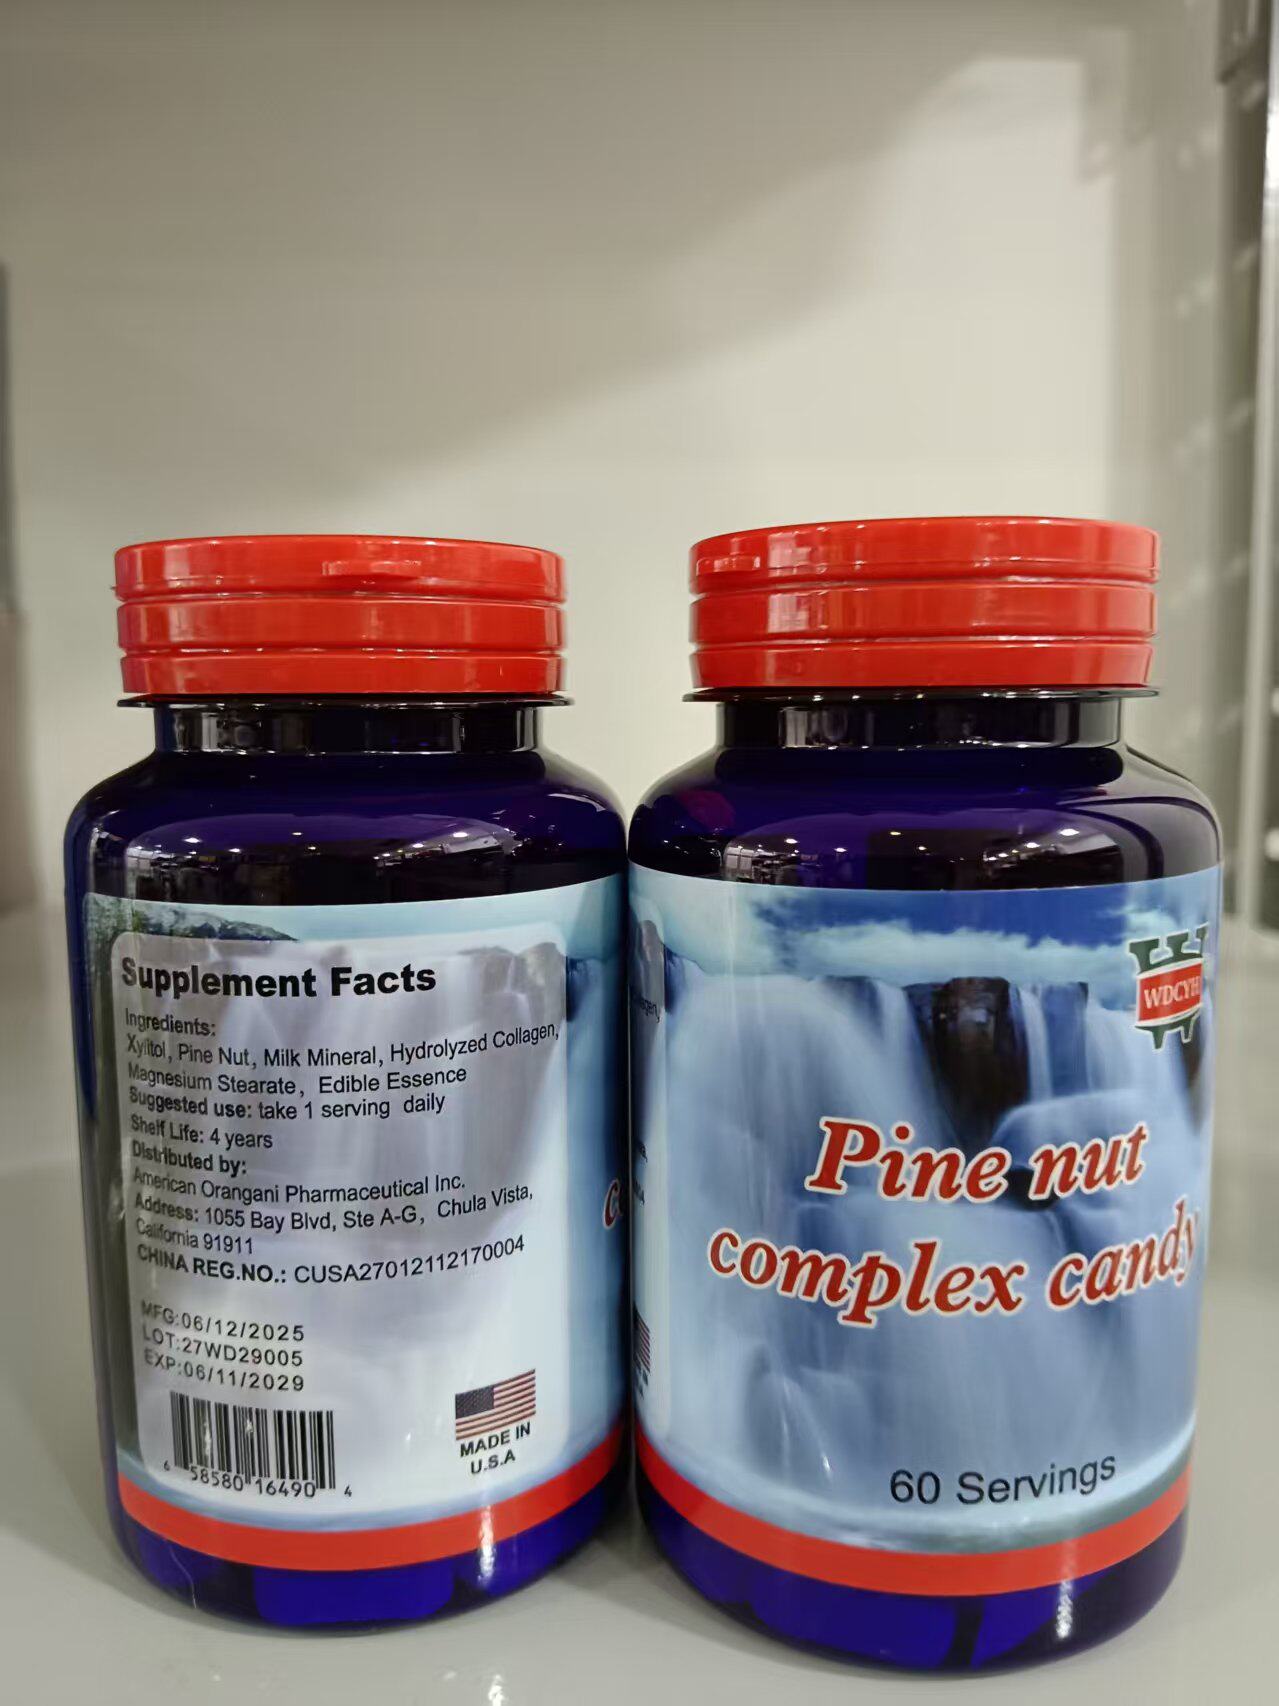 Supplement Facts
Ingredients:
Xylitol, Pine Nut, Milk Mineral, Hydrolyzed Collagen,
Magnesium Stearate, Edible Essence
Suggested use: take 1 serving daily
Shelf Life: 4 years
Distributed by:
American Orangani Pharmaceutical Inc.
Address: 1055 Bay Blvd, Ste A-G, Chula Vista,
California 91911
CHINA REG.NO.: CUSA27012112170004
MFG:06/12/2025
LOT:27WD29005
EXP:06/11/2029
6 58580 16490 4
MADE IN
U.S.A
WDCYH
Pine nut
complex candy
60 Servings